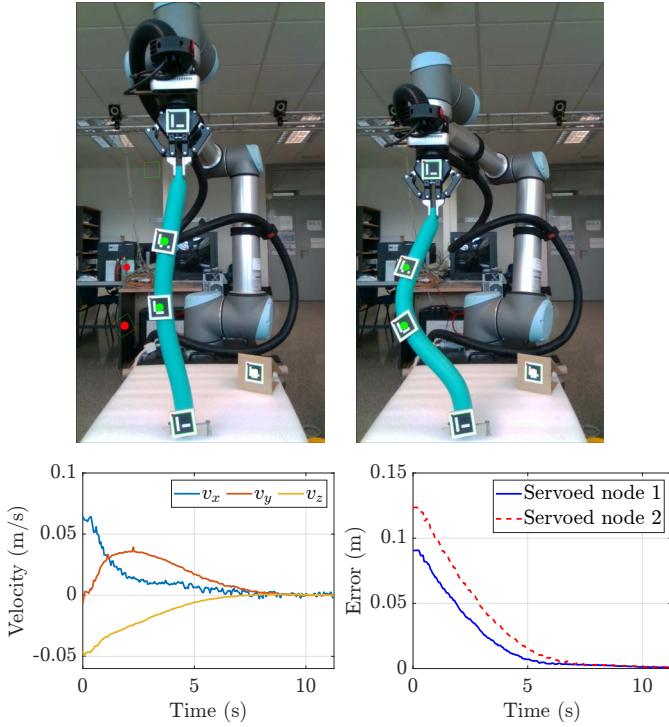 0.1
0.05
0
-0.05
Velocity (m/s)
v_x v_y v_z
0 5 10
Time (s)
0.15
0.1
0.05
0
Error (m)
Servoed node 1
Servoed node 2
0 5 10
Time (s)